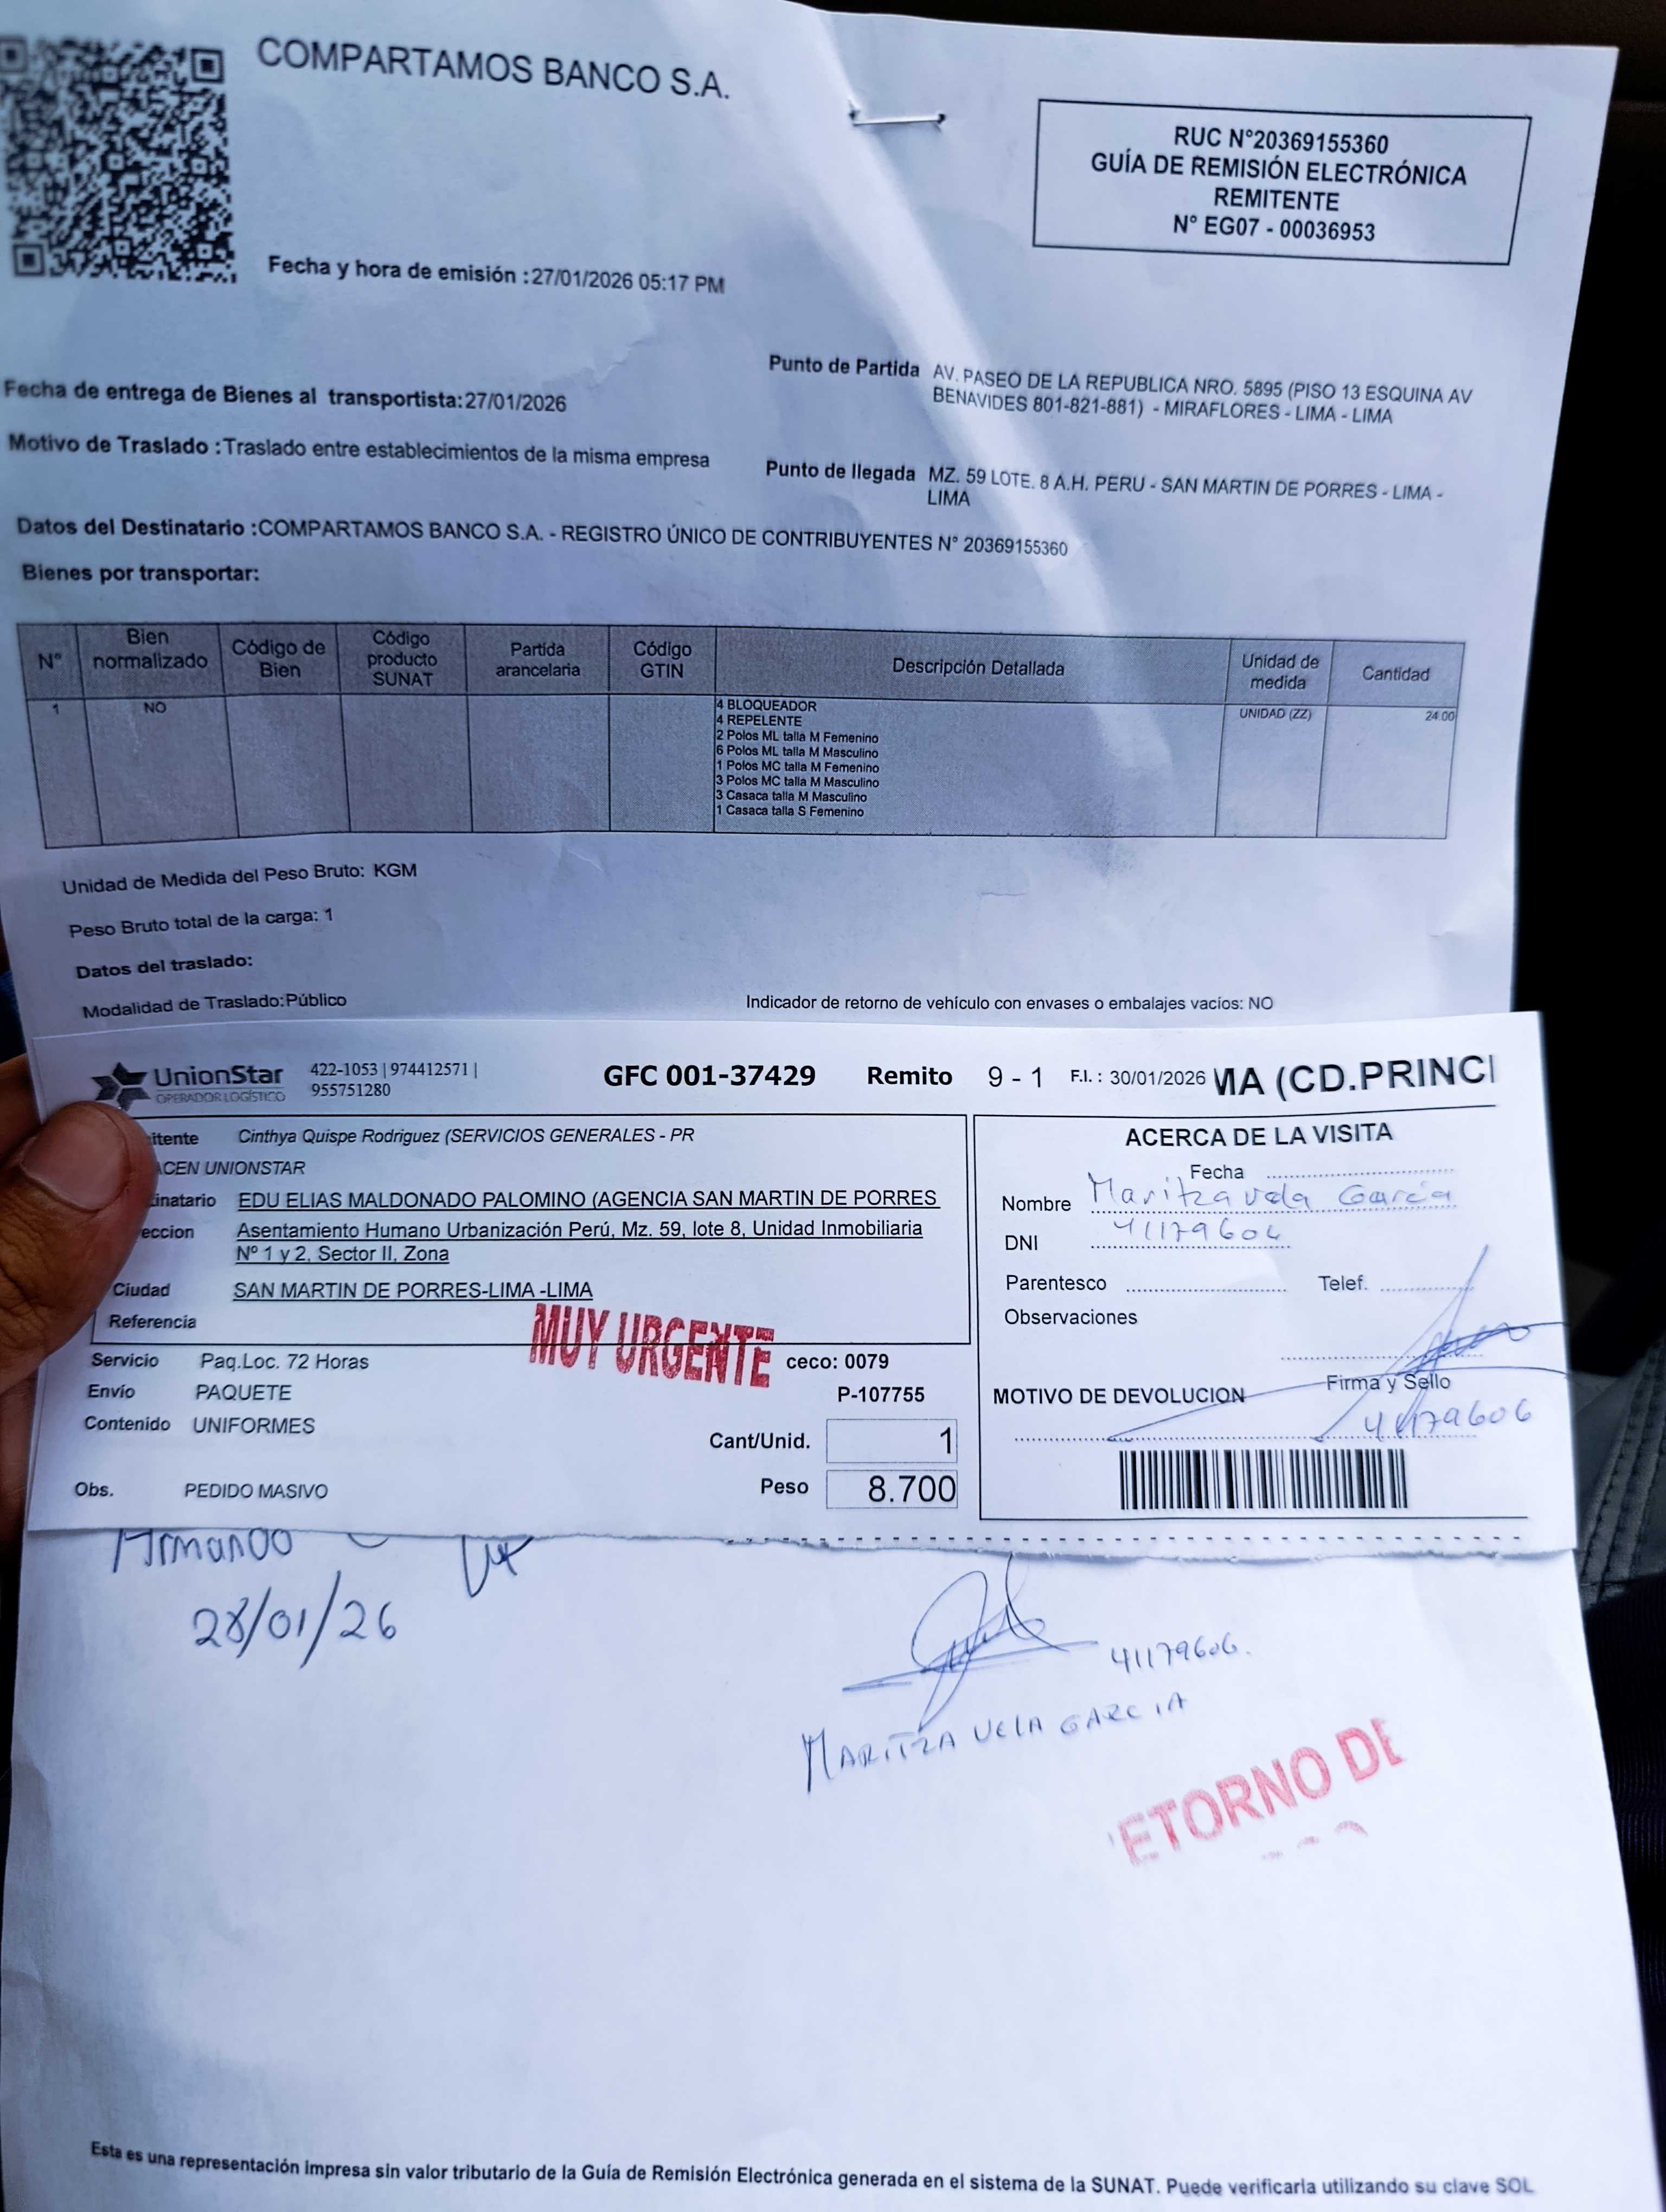 COMPARTAMOS BANCO S.A.
RUC N°20369155360
GUÍA DE REMISIÓN ELECTRÓNICA
REMITENTE
N° EG07 - 00036953
Fecha y hora de emisión :27/01/2026 05:17 PM
Fecha de entrega de Bienes al transportista:27/01/2026
Punto de Partida AV. PASEO DE LA REPUBLICA NRO. 5895 (PISO 13 ESQUINA AV
BENAVIDES 801-821-881) - MIRAFLORES - LIMA - LIMA
Motivo de Traslado :Traslado entre establecimientos de la misma empresa
Punto de llegada MZ. 59 LOTE. 8 A.H. PERU - SAN MARTIN DE PORRES - LIMA -
LIMA
Datos del Destinatario :COMPARTAMOS BANCO S.A. - REGISTRO ÚNICO DE CONTRIBUYENTES N° 20369155360
Bienes por transportar:
N° Bien normalizado Código de Bien Código producto SUNAT Partida arancelaria Código GTIN Descripción Detallada Unidad de medida Cantidad
1 NO 4 BLOQUEADOR UNIDAD (ZZ) 24.00
4 REPELENTE
2 Polos ML talla M Femenino
6 Polos ML talla M Masculino
1 Polos MC talla M Femenino
3 Polos MC talla M Masculino
3 Casaca talla M Masculino
1 Casaca talla S Femenino
Unidad de Medida del Peso Bruto: KGM
Peso Bruto total de la carga: 1
Datos del traslado:
Modalidad de Traslado:Público
Indicador de retorno de vehículo con envases o embalajes vacíos: NO
UnionStar
OPERADOR LOGÍSTICO
422-1053 | 974412571 |
955751280
GFC 001-37429 Remito 9 - 1 F.I. : 30/01/2026 MA (CD.PRINCI
itente Cinthya Quispe Rodriguez (SERVICIOS GENERALES - PR
ACEN UNIONSTAR
inatario EDU ELIAS MALDONADO PALOMINO (AGENCIA SAN MARTIN DE PORRES
eccion Asentamiento Humano Urbanización Perú, Mz. 59, lote 8, Unidad Inmobiliaria
Nº 1 y 2, Sector II, Zona
Ciudad SAN MARTIN DE PORRES-LIMA -LIMA
Referencia
MUY URGENTE
Servicio Paq.Loc. 72 Horas
ceco: 0079
Envío PAQUETE
P-107755
Contenido UNIFORMES
Cant/Unid. 1
Peso 8.700
Obs. PEDIDO MASIVO
ACERCA DE LA VISITA
Fecha
Nombre Maritza Vela García
DNI 41179606
Parentesco Telef.
Observaciones
Firma y Sello
MOTIVO DE DEVOLUCION
41179606
Armando
28/01/26
41179606.
MARITZA VELA GARCIA
ETORNO DE
Esta es una representación impresa sin valor tributario de la Guía de Remisión Electrónica generada en el sistema de la SUNAT. Puede verificarla utilizando su clave SOL